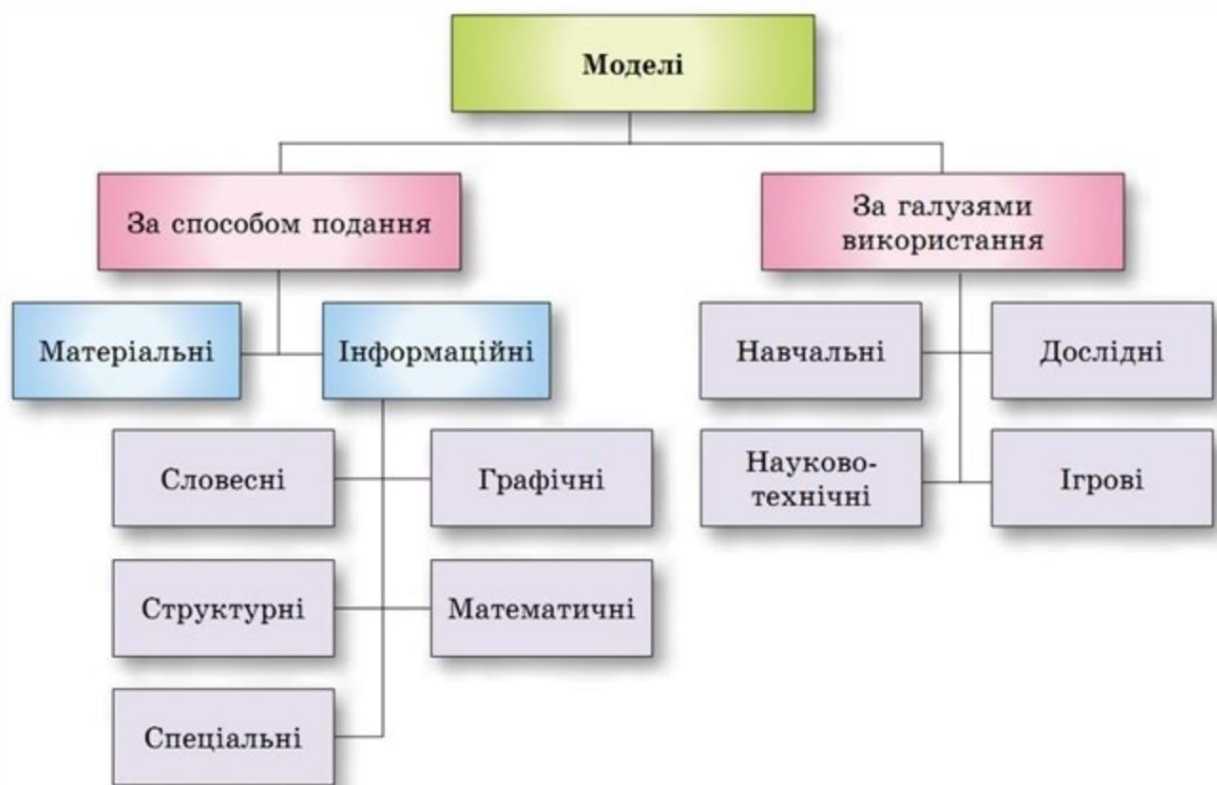 Моделі
За способом подання
За галузями
використання
Матеріальні
Інформаційні
Навчальні
Дослідні
Словесні
Графічні
Науково-
технічні
Ігрові
Структурні
Математичні
Спеціальні